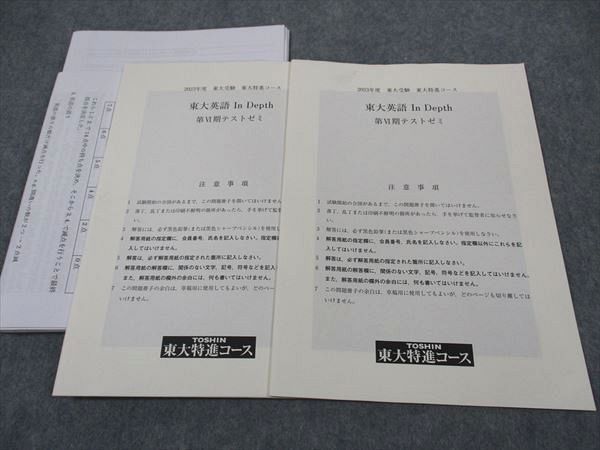 2023年度 東大受験 東大特進コース
東大英語 In Depth
第Ⅵ期テストゼミ
注意事項
1 試験開始の合図があるまで、この問題冊子を開いてはいけません。
2 落丁、乱丁または印刷不鮮明の箇所があったら、手を挙げて監督
い。
3 解答には、必ず黒色鉛筆(または黒色シャープペンシル)を使用しな
4 解答用紙の指定欄に、会員番号、氏名を記入しなさい。指定欄以
入してはいけません。
5 解答は、必ず解答用紙の指定された箇所に記入しなさい。
6 解答用紙の解答欄に、関係のない文字、記号、符号などを記入
また、解答用紙の欄外の余白には、何も書いてはいけません。
7 この問題冊子の余白は、草稿用に使用してもよいが、どのペー
いけません。
TOSHIN
東大特進コース
2023年度 東大受験 東大特進コース
東大英語 In Depth
第Ⅵ期テストゼミ
注意事項
1 試験開始の合図があるまで、この問題冊子を開いてはいけません。
2 落丁、乱丁または印刷不鮮明の箇所があったら、手を挙げて監督者に知らせなさ
い。
3 解答には、必ず黒色鉛筆(または黒色シャープペンシル)を使用しなさい。
4 解答用紙の指定欄に、会員番号、氏名を記入しなさい。指定欄以外にこれらを記
入してはいけません。
5 解答は、必ず解答用紙の指定された箇所に記入しなさい。
6 解答用紙の解答欄に、関係のない文字、記号、符号などを記入してはいけません。
また、解答用紙の欄外の余白には、何も書いてはいけません。
7 この問題冊子の余白は、草稿用に使用してもよいが、どのページも切り離しては
いけません。
TOSHIN
東大特進コース
7点
6点
5点
4点
2点
0点